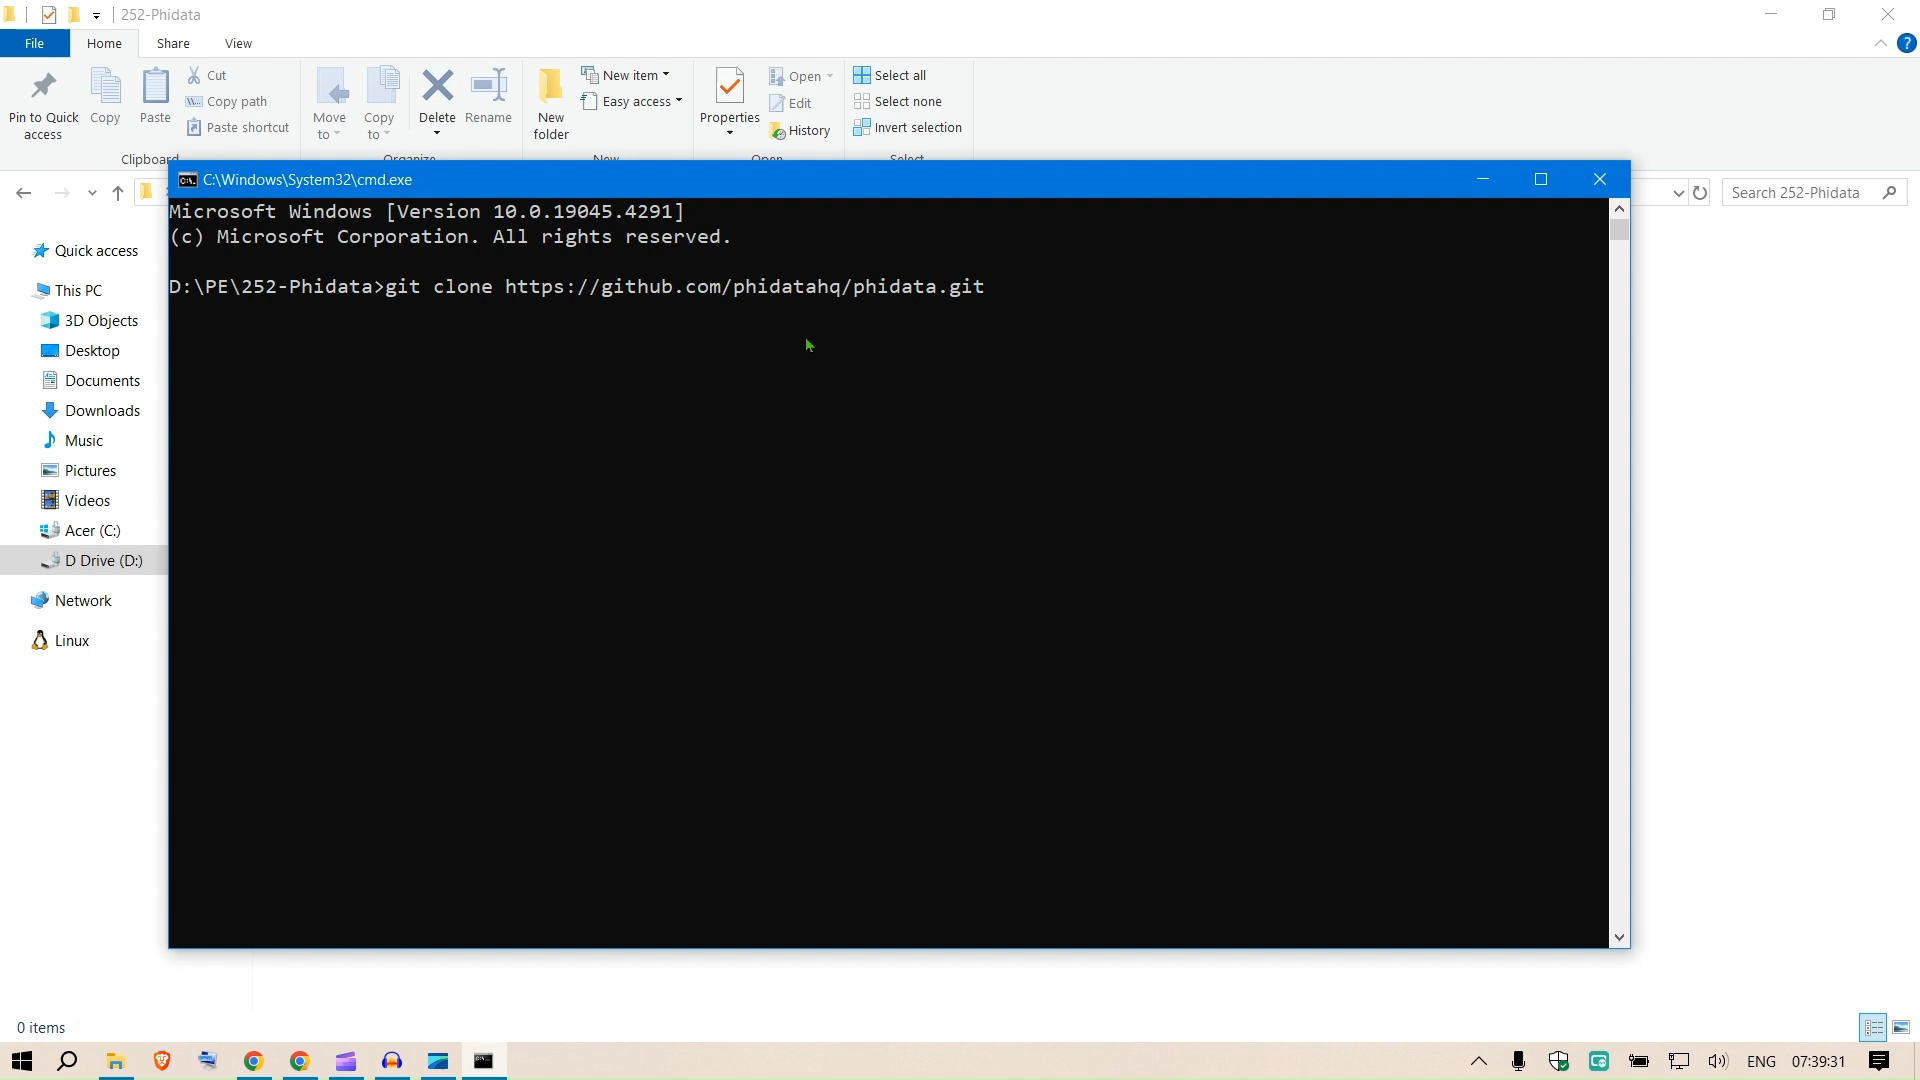 252-Phidata
File Home Share View
Pin to Quick access
Copy
Paste
Cut
Copy path
Paste shortcut
Move to
Copy to
Delete
Rename
New folder
New item
Easy access
Properties
Open
Edit
History
Select all
Select none
Invert selection
Clipboard Organize New Open Select
C:\Windows\System32\cmd.exe
Search 252-Phidata
Microsoft Windows [Version 10.0.19045.4291]
(c) Microsoft Corporation. All rights reserved.
D:\PE\252-Phidata>git clone https://github.com/phidatahq/phidata.git
Quick access
This PC
3D Objects
Desktop
Documents
Downloads
Music
Pictures
Videos
Acer (C:)
D Drive (D:)
Network
Linux
0 items
ENG 07:39:31